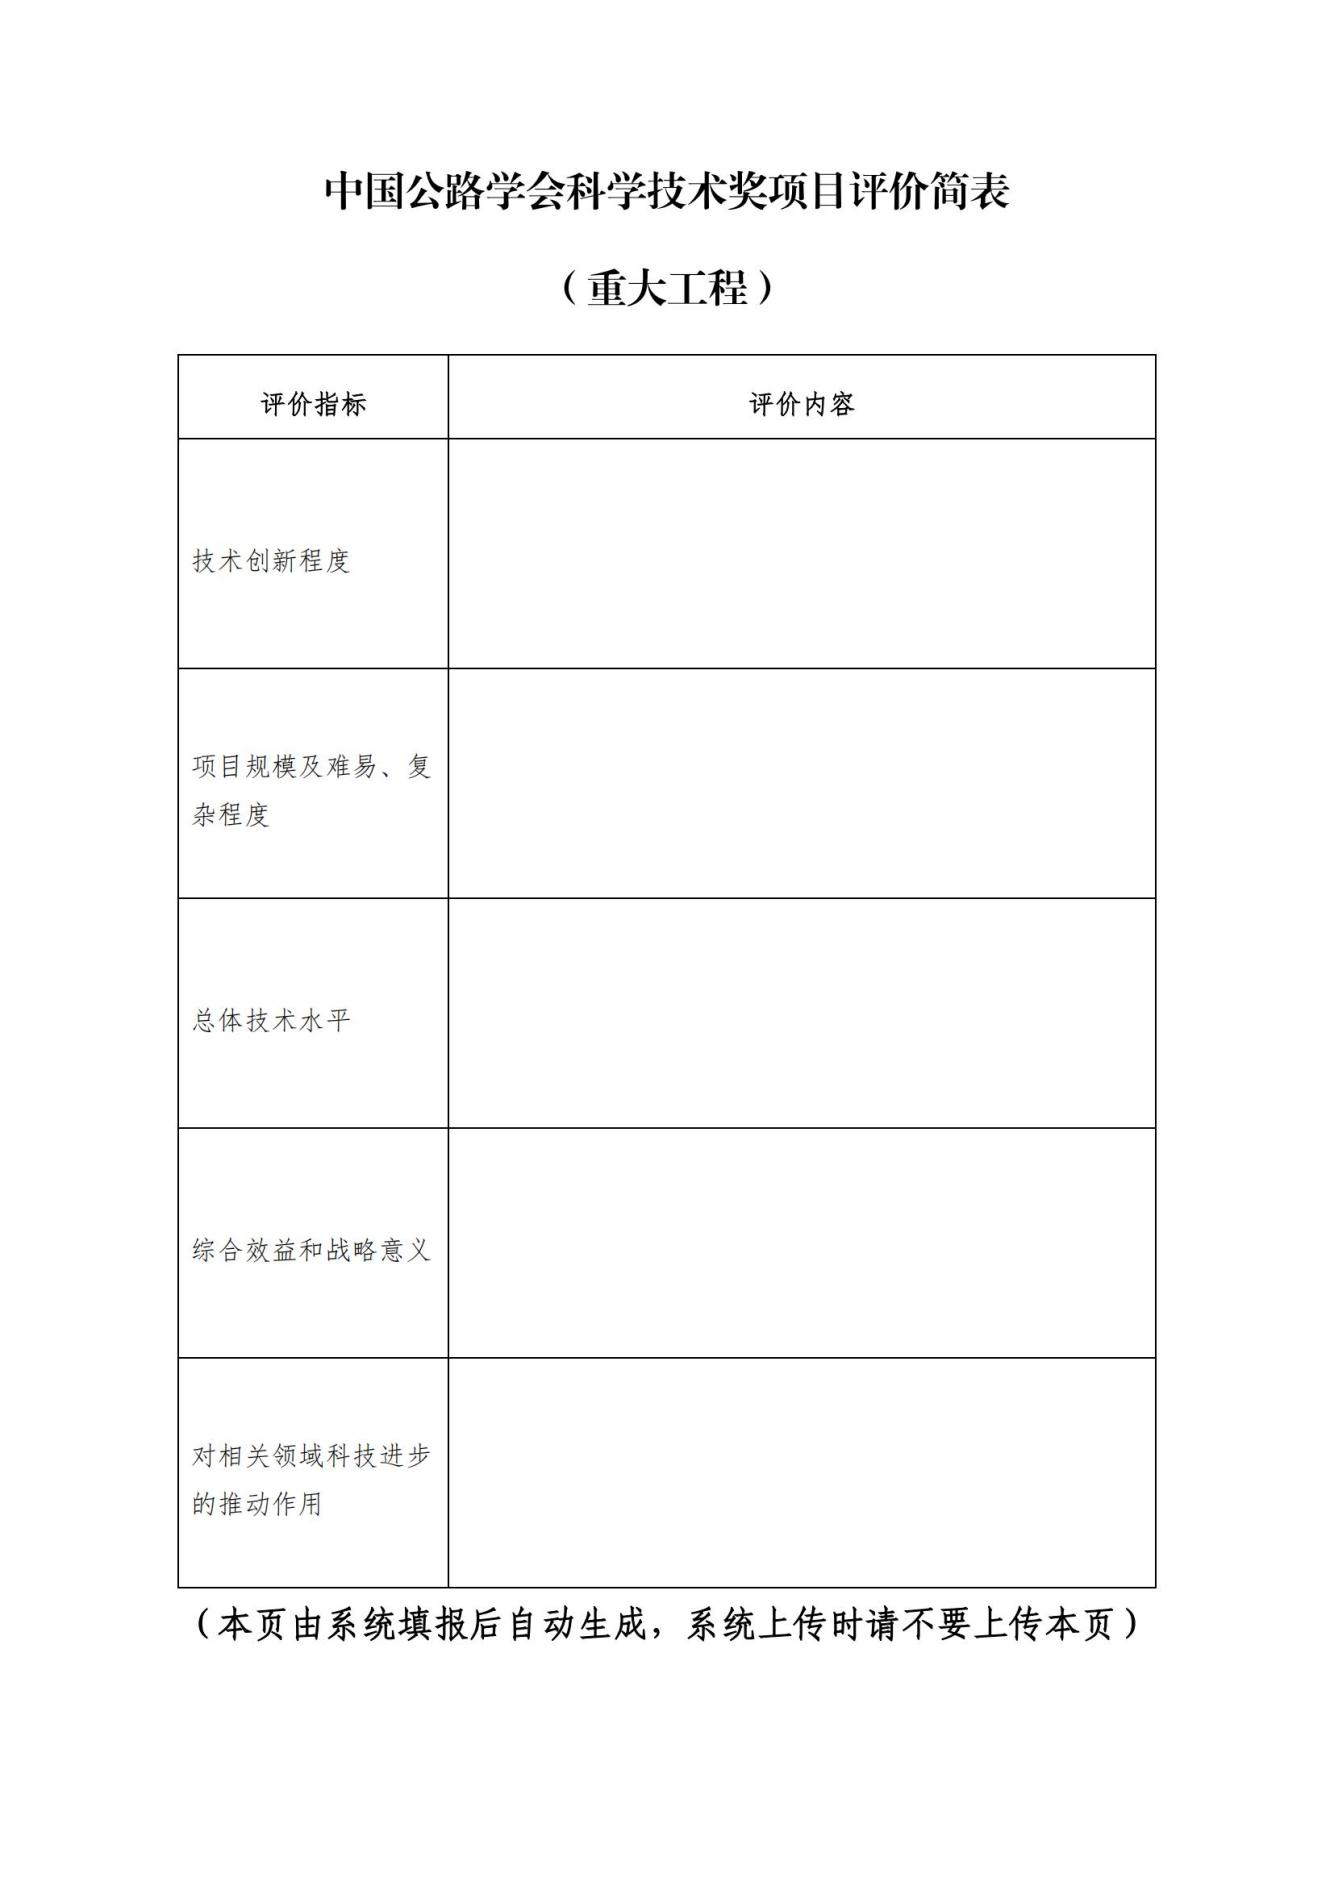 中国公路学会科学技术奖项目评价简表
（重大工程）
评价指标
评价内容
技术创新程度
项目规模及难易、复
杂程度
总体技术水平
综合效益和战略意义
对相关领域科技进步
的推动作用
（本页由系统填报后自动生成，系统上传时请不要上传本页）